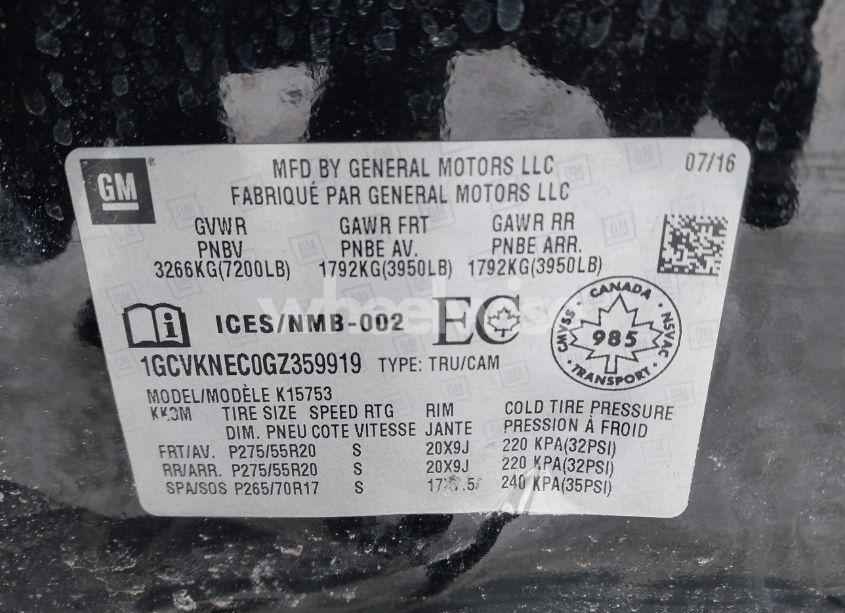 GM
MFD BY GENERAL MOTORS LLC 07/16
FABRIQUÉ PAR GENERAL MOTORS LLC
GVWR GAWR FRT GAWR RR
PNBV PNBE AV. PNBE ARR.
3266KG(7200LB) 1792KG(3950LB) 1792KG(3950LB)
ICES/NMB-002 EC
CANADA
CMVSS 985 NSVAC
TRANSPORT
1GCVKNEC0GZ359919 TYPE: TRU/CAM
MODEL/MODÈLE K15753
TIRE SIZE SPEED RTG RIM COLD TIRE PRESSURE
DIM. PNEU COTE VITESSE JANTE PRESSION À FROID
FRT/AV. P275/55R20 S 20X9J 220 KPA(32PSI)
RR/ARR. P275/55R20 S 20X9J 220 KPA(32PSI)
SPA/SOS P265/70R17 S 240 KPA(35PSI)